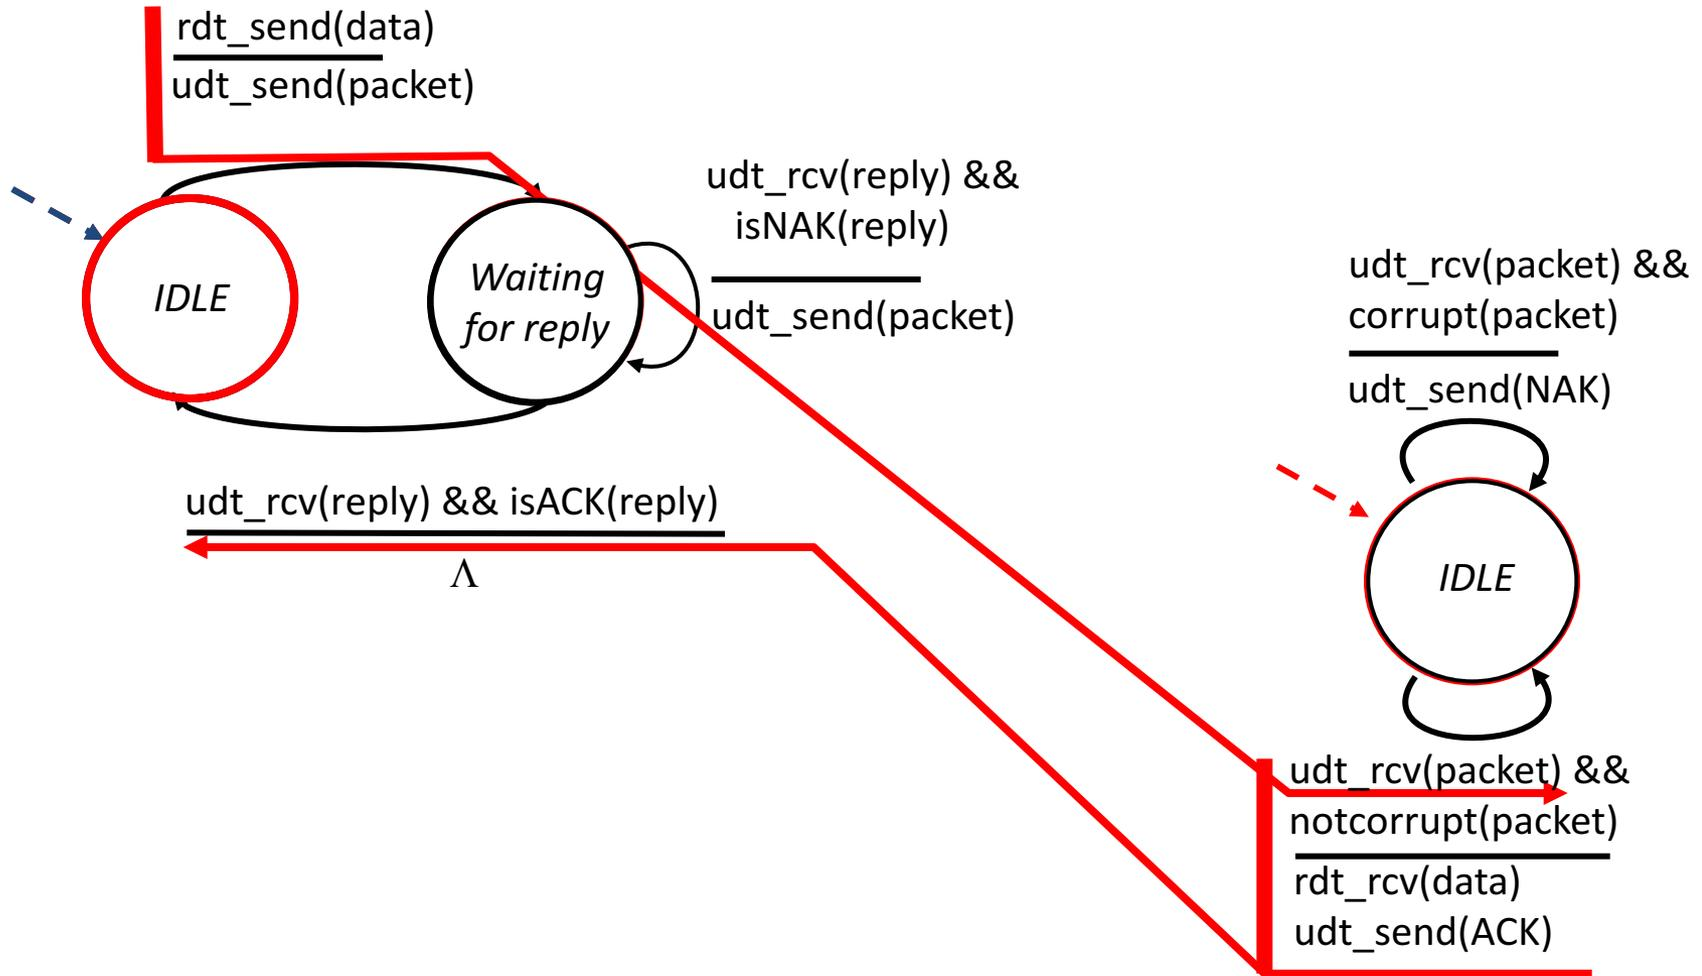 rdt_send(data)
udt_send(packet)
udt_rcv(reply) &&
isNAK(reply)
udt_send(packet)
IDLE
Waiting
for reply
udt_rcv(reply) && isACK(reply)
Λ
udt_rcv(packet) &&
corrupt(packet)
udt_send(NAK)
IDLE
udt_rcv(packet) &&
notcorrupt(packet)
rdt_rcv(data)
udt_send(ACK)